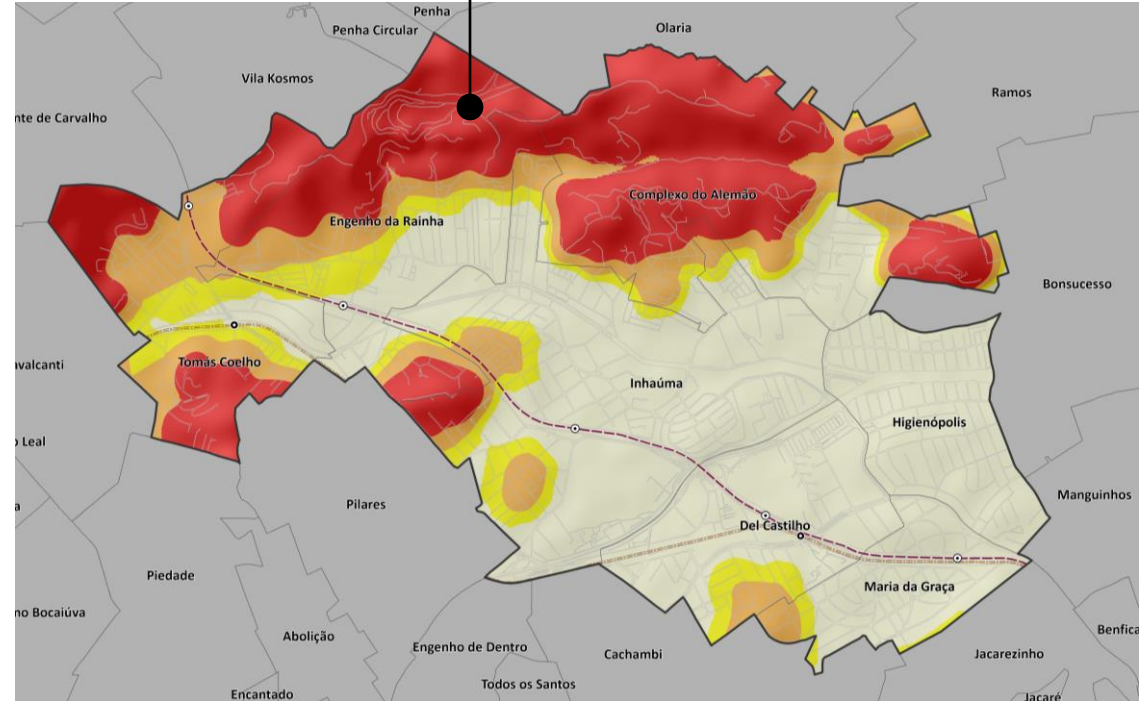 Penha
Penha Circular
Olaria
Vila Kosmos
Ramos
nte de Carvalho
Complexo do Alemão
Engenho da Rainha
Bonsucesso
Tomás Coelho
avalcanti
Inhaúma
Higienópolis
o Leal
Manguinhos
Pilares
a
Del Castilho
Piedade
Maria da Graça
no Bocaiúva
Abolição
Benfica
Engenho de Dentro
Cachambi
Jacarezinho
Todos os Santos
Encantado
Jacaré